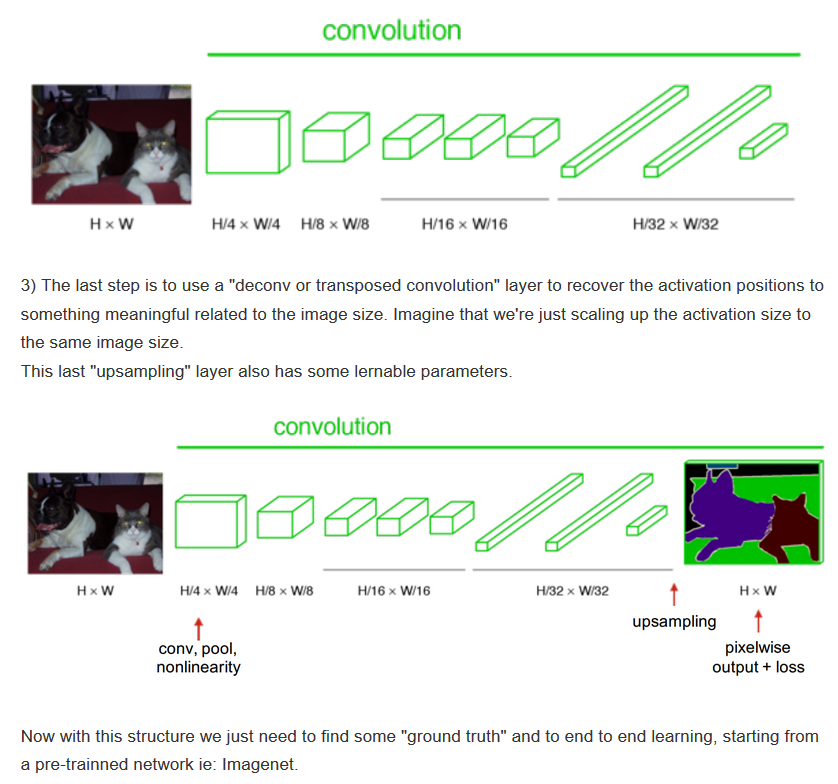 convolution
H × W
H/4 × W/4
H/8 × W/8
H/16 × W/16
H/32 × W/32
3) The last step is to use a "deconv or transposed convolution" layer to recover the activation positions to
something meaningful related to the image size. Imagine that we're just scaling up the activation size to
the same image size.
This last "upsampling" layer also has some lernable parameters.
convolution
H × W
H/4 × W/4
H/8 × W/8
H/16 × W/16
H/32 × W/32
H × W
conv, pool,
nonlinearity
upsampling
pixelwise
output + loss
Now with this structure we just need to find some "ground truth" and to end to end learning, starting from
a pre-trainned network ie: Imagenet.